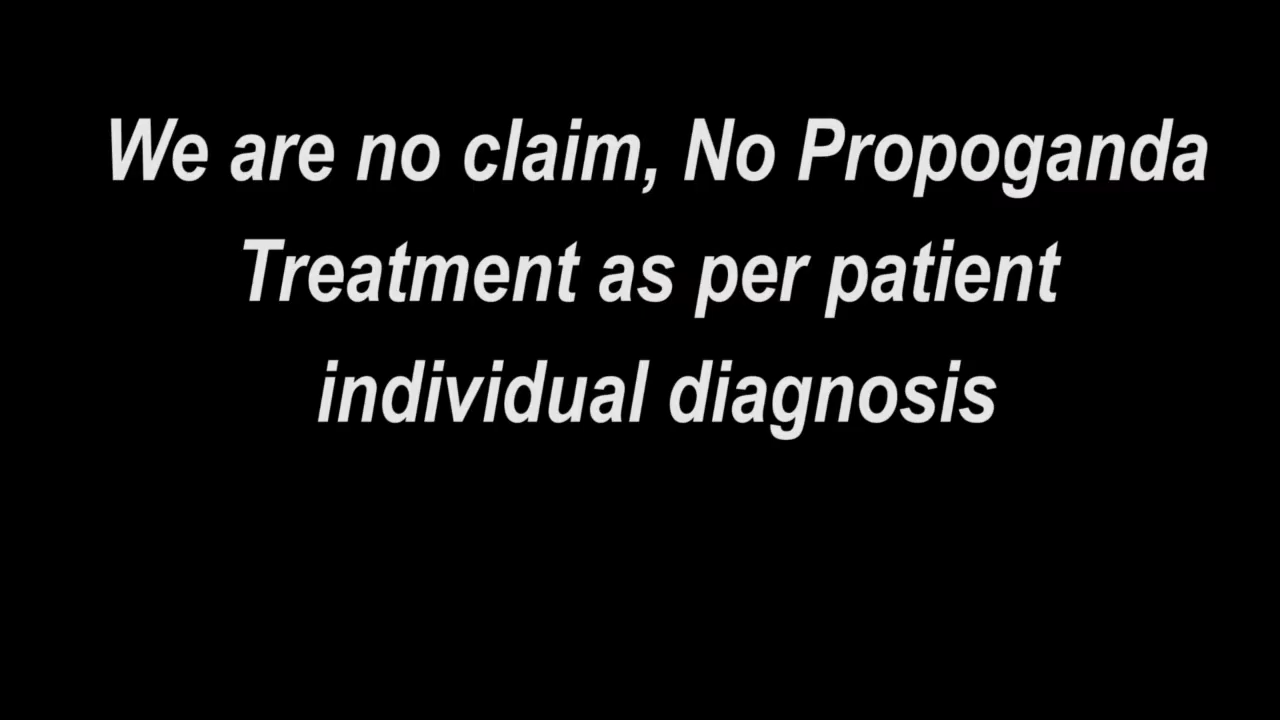 We are no claim, No Propoganda
Treatment as per patient
individual diagnosis